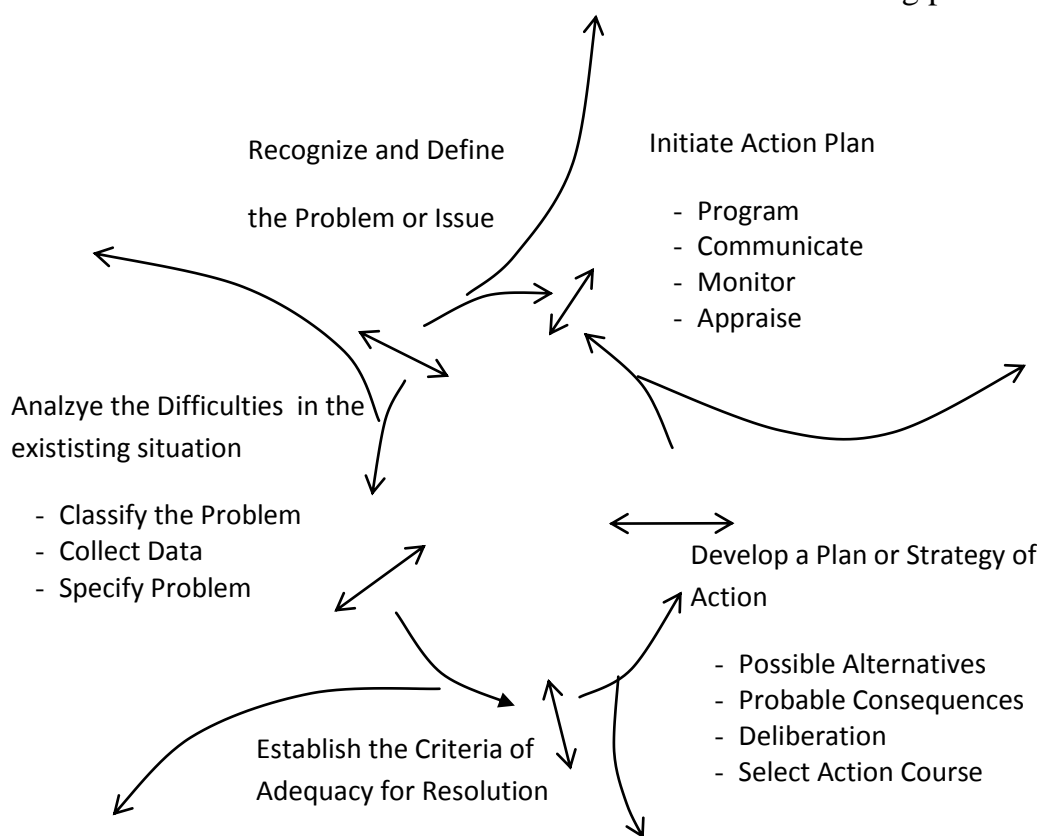 g p
Recognize and Define
the Problem or Issue
Initiate Action Plan
- Program
- Communicate
- Monitor
- Appraise
Analzye the Difficulties in the
exististing situation
- Classify the Problem
- Collect Data
- Specify Problem
Develop a Plan or Strategy of
Action
- Possible Alternatives
- Probable Consequences
- Deliberation
- Select Action Course
Establish the Criteria of
Adequacy for Resolution